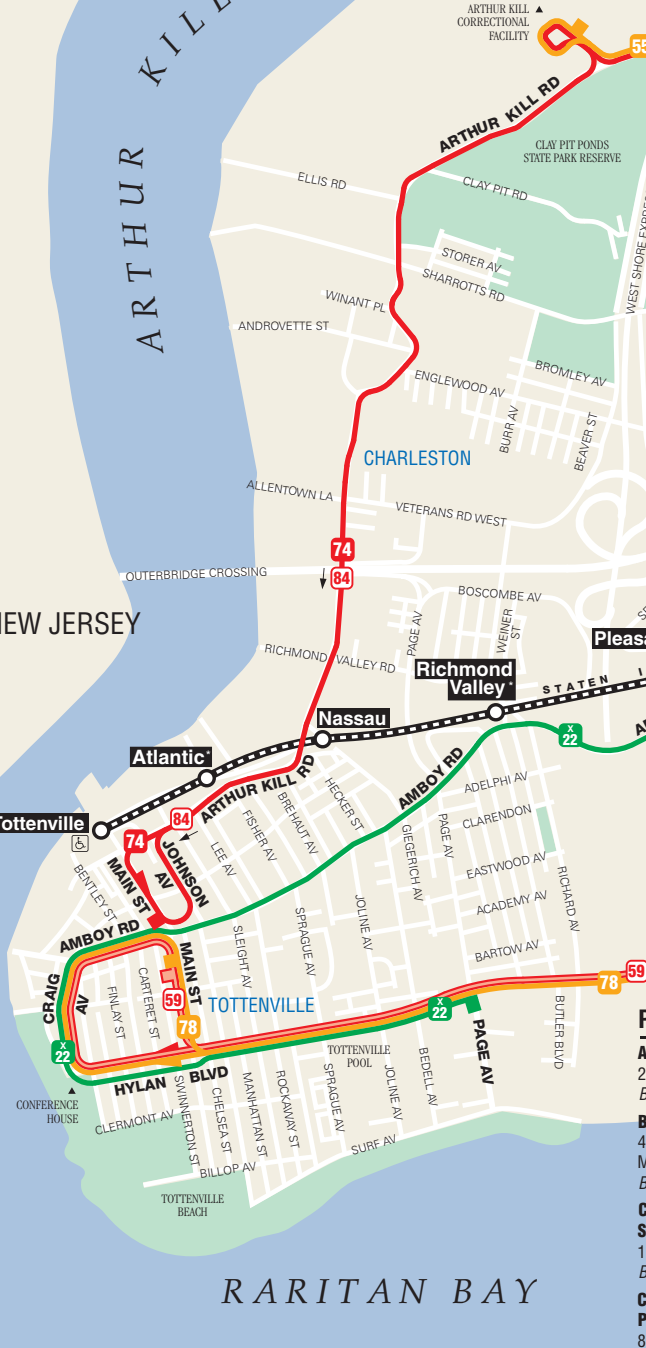 ARTHUR KILL
CORRECTIONAL
FACILITY
55
ARTHUR KILL
ARTHUR KILL RD
CLAY PIT PONDS
STATE PARK RESERVE
ELLIS RD
CLAY PIT RD
STORER AV
SHARROTTS RD
WEST SHORE EXPRE
WINANT PL
ANDROVETTE ST
BROMLEY AV
ENGLEWOOD AV
BURR AV
BEAVER ST
CHARLESTON
ALLENTOWN LA
VETERANS RD WEST
74
84
OUTERBRIDGE CROSSING
BOSCOMBE AV
NEW JERSEY
PAGE AV
WEINER
ST
Pleasa
RICHMOND VALLEY RD
Richmond
Valley*
STATEN I
Nassau
X
22
Atlantic*
AMBOY RD
ARTHUR KILL RD
ADELPHI AV
Tottenville
84
HECKER ST
BREHAUT AV
CLARENDON
74
FISHER AV
GIEGERICH AV
PAGE AV
JOHNSON
AV
LEE AV
EASTWOOD AV
MAIN ST
BENTLEY ST
RICHARD AV
ACADEMY AV
JOLINE AV
AMBOY RD
SPRAGUE AV
SLEIGHT AV
BARTOW AV
MAIN ST
CRAIG
AV
CARTERET ST
FINLAY ST
59
78
59
78
TOTTENVILLE
X
22
BUTLER BLVD
PAGE AV
X
22
TOTTENVILLE
POOL
HYLAN BLVD
BEDELL AV
JOLINE AV
SPRAGUE AV
ROCKAWAY ST
MANHATTAN ST
CHELSEA ST
SWINNERTON ST
CONFERENCE
HOUSE
CLERMONT AV
SURF AV
BILLOP AV
TOTTENVILLE
BEACH
RARITAN BAY